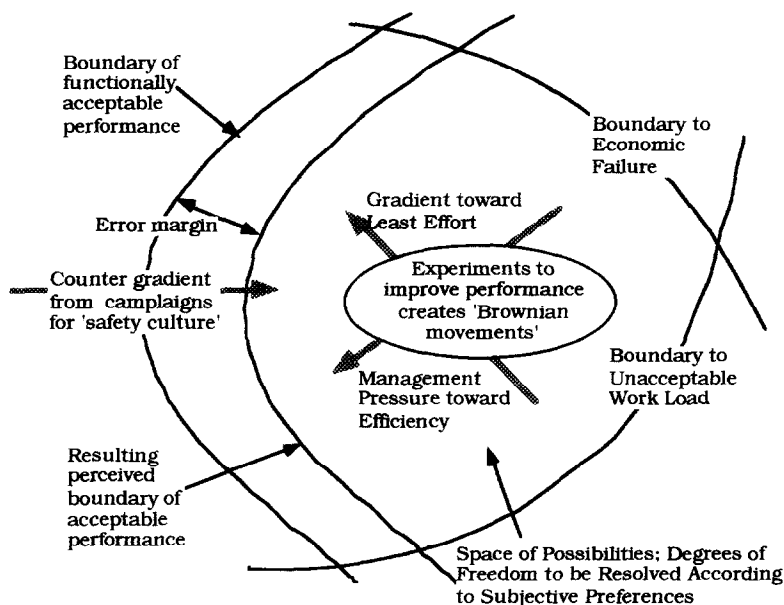 Boundary of
functionally
acceptable
performance
Boundary to
Economic
Failure
Gradient toward
Least Effort
Error margin
Counter gradient
from campaigns
for 'safety culture'
Experiments to
improve performance
creates 'Brownian
movements'
Boundary to
Unacceptable
Work Load
Management
Pressure toward
Efficiency
Resulting
perceived
boundary of
acceptable
performance
Space of Possibilities; Degrees of
Freedom to be Resolved According
to Subjective Preferences